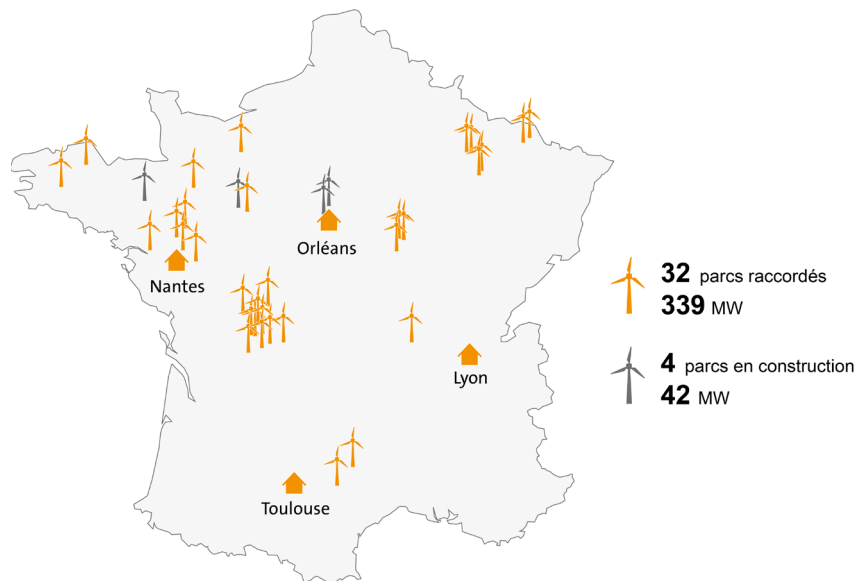 Orléans
Nantes
32 parcs raccordés
339 MW
4 parcs en construction
42 MW
Lyon
Toulouse